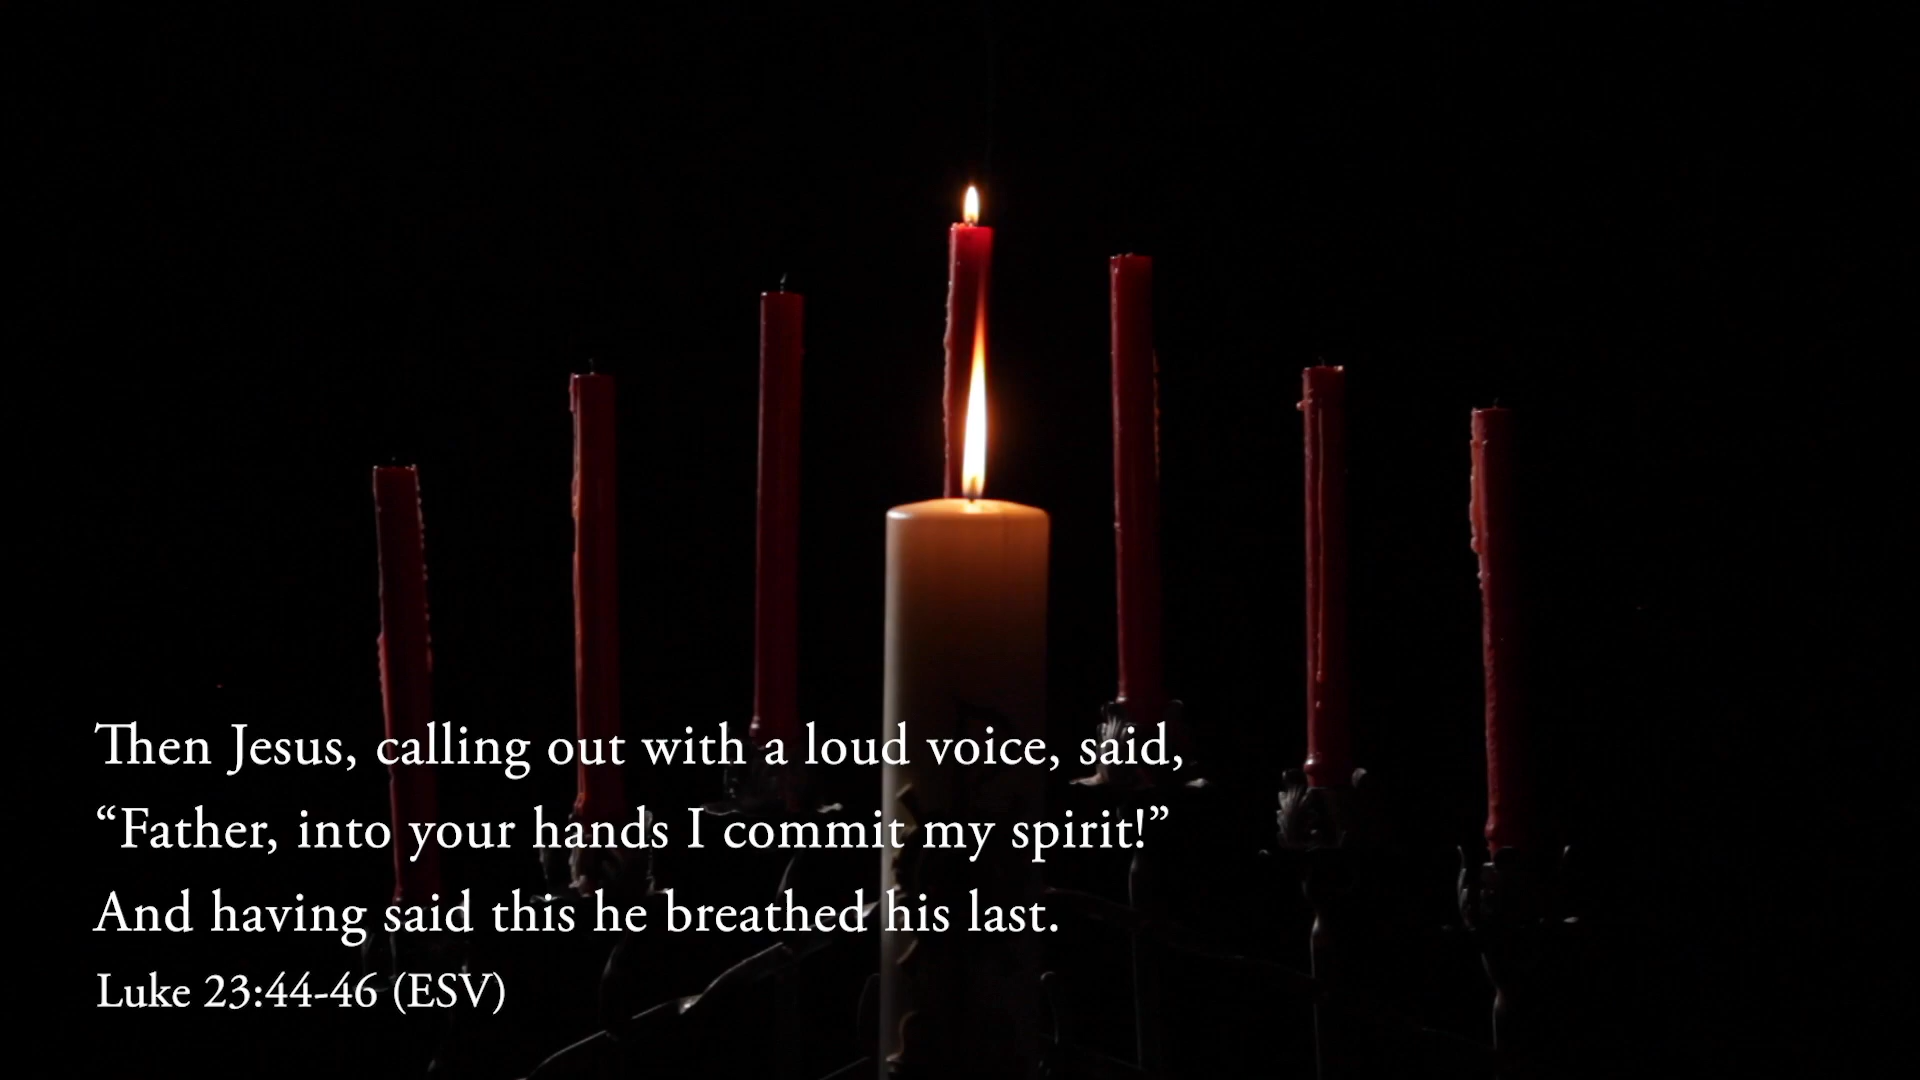 Then Jesus, calling out with a loud voice, said,
“Father, into your hands I commit my spirit!”
And having said this he breathed his last.
Luke 23:44-46 (ESV)